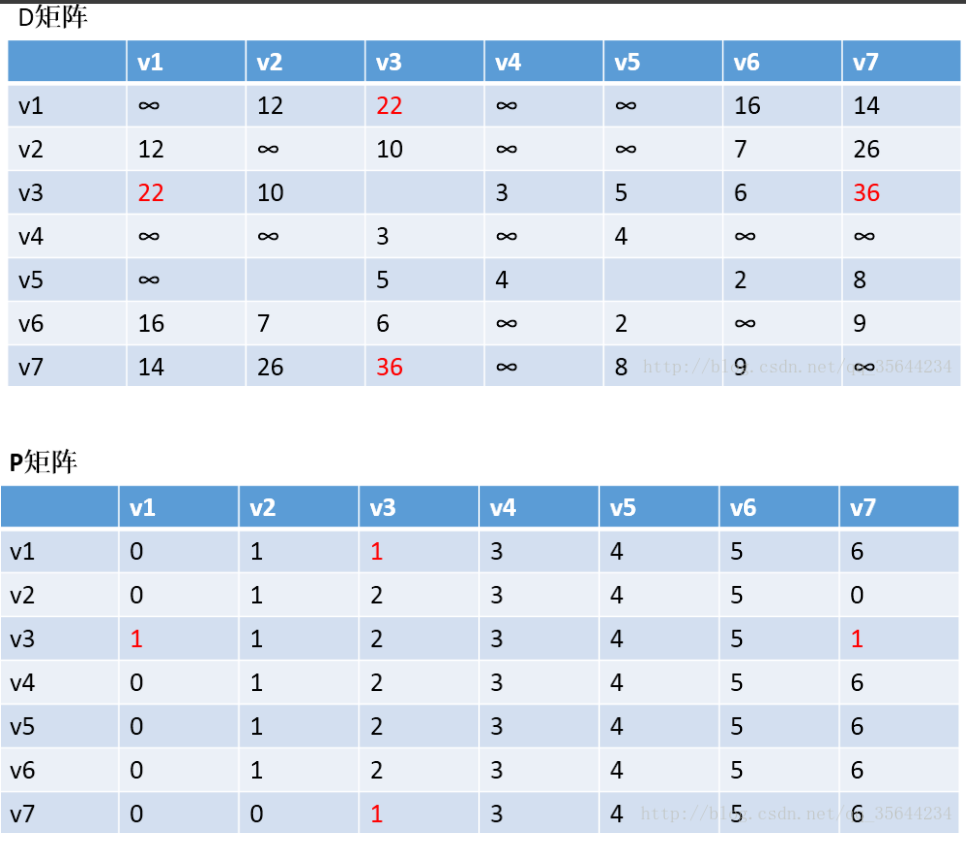 D矩阵
v1 v2 v3 v4 v5 v6 v7
v1 ∞ 12 22 ∞ ∞ 16 14
v2 12 ∞ 10 ∞ ∞ 7 26
v3 22 10 3 5 6 36
v4 ∞ ∞ 3 ∞ 4 ∞ ∞
v5 ∞ 5 4 2 8
v6 16 7 6 ∞ 2 ∞ 9
v7 14 26 36 ∞ 8 9 ∞
http://blog.csdn.net/qq_35644234
P矩阵
v1 v2 v3 v4 v5 v6 v7
v1 0 1 1 3 4 5 6
v2 0 1 2 3 4 5 0
v3 1 1 2 3 4 5 1
v4 0 1 2 3 4 5 6
v5 0 1 2 3 4 5 6
v6 0 1 2 3 4 5 6
v7 0 0 1 3 4 5 6
http://blog.csdn.net/qq_35644234